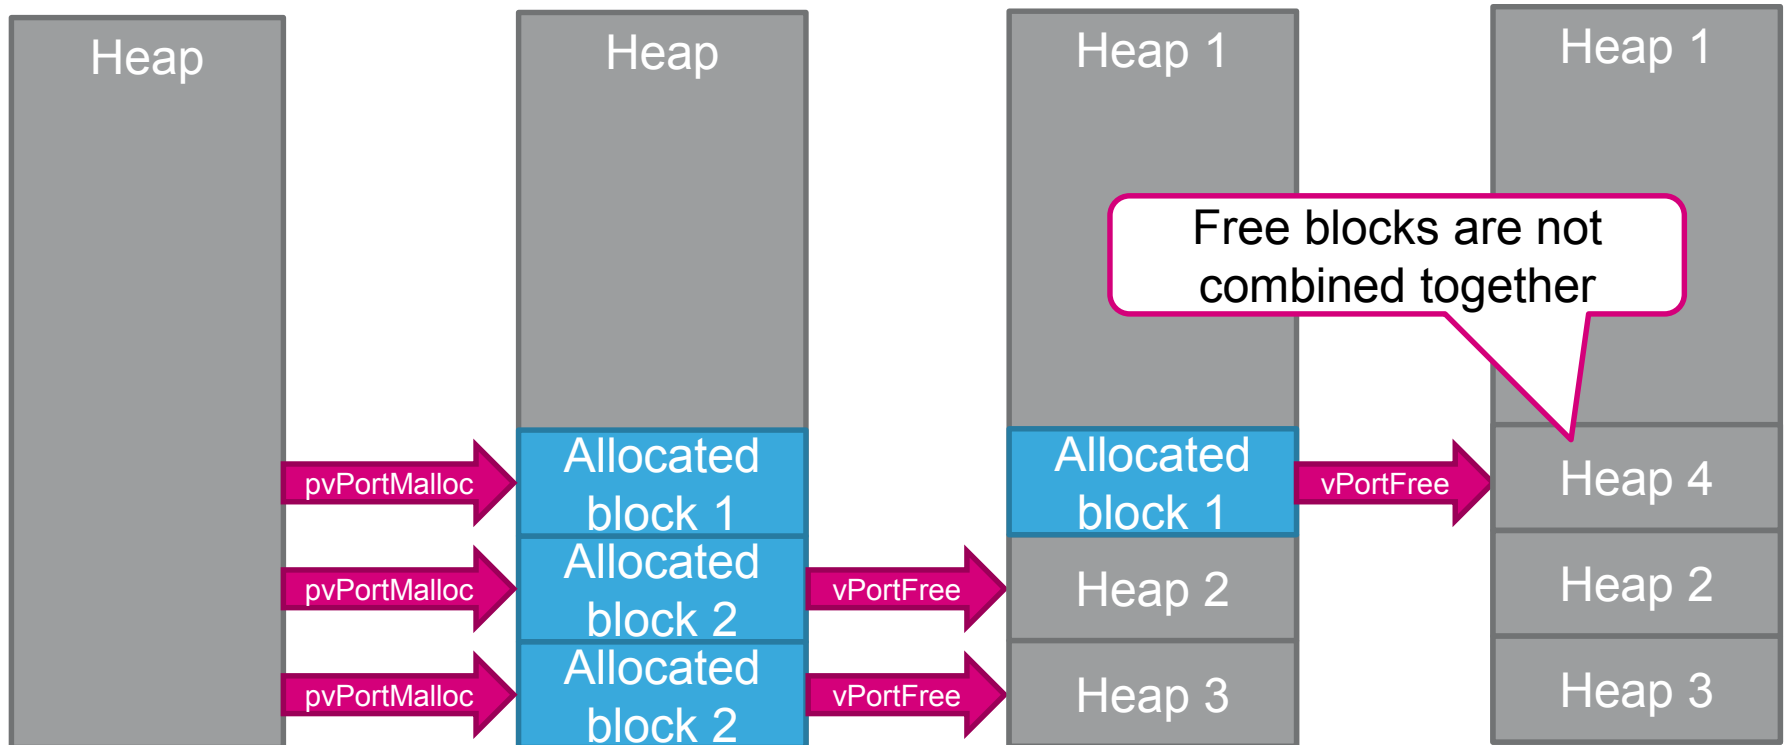 Heap
Heap
Heap 1
Heap 1
Free blocks are not
combined together
pvPortMalloc
Allocated
block 1
Allocated
block 1
vPortFree
Heap 4
pvPortMalloc
Allocated
block 2
vPortFree
Heap 2
Heap 2
pvPortMalloc
Allocated
block 2
vPortFree
Heap 3
Heap 3